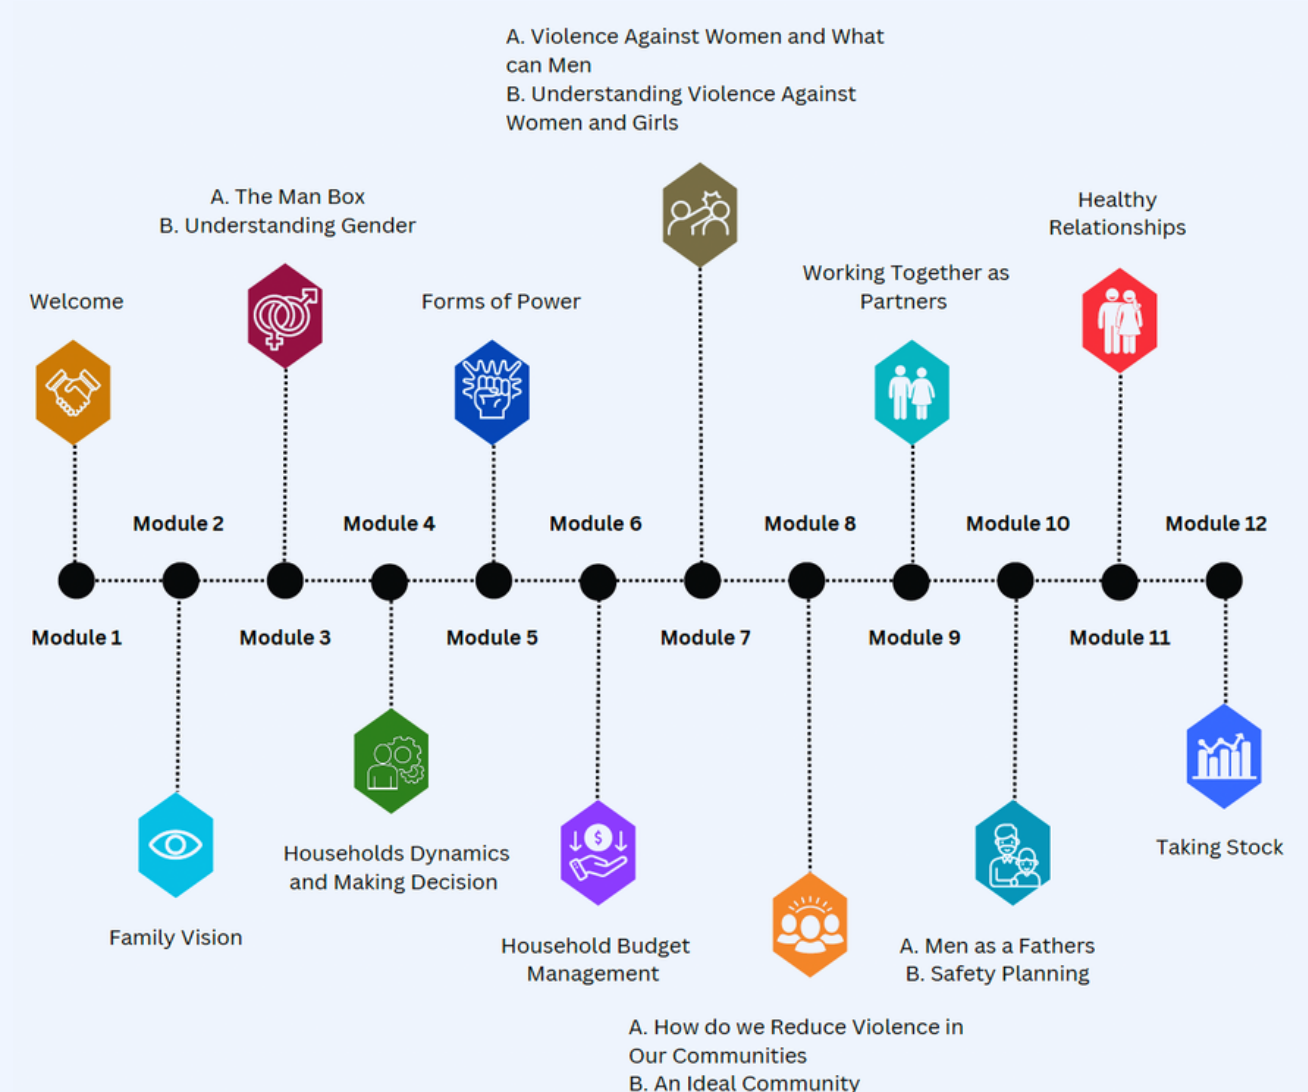 A. Violence Against Women and What
can Men
B. Understanding Violence Against
Women and Girls
A. The Man Box
B. Understanding Gender
Healthy
Relationships
Working Together as
Partners
Welcome
Forms of Power
Module 2
Module 4
Module 6
Module 8
Module 10
Module 12
Module 1
Module 3
Module 5
Module 7
Module 9
Module 11
$
Households Dynamics
and Making Decision
Taking Stock
Family Vision
Household Budget
Management
A. Men as a Fathers
B. Safety Planning
A. How do we Reduce Violence in
Our Communities
B. An Ideal Community